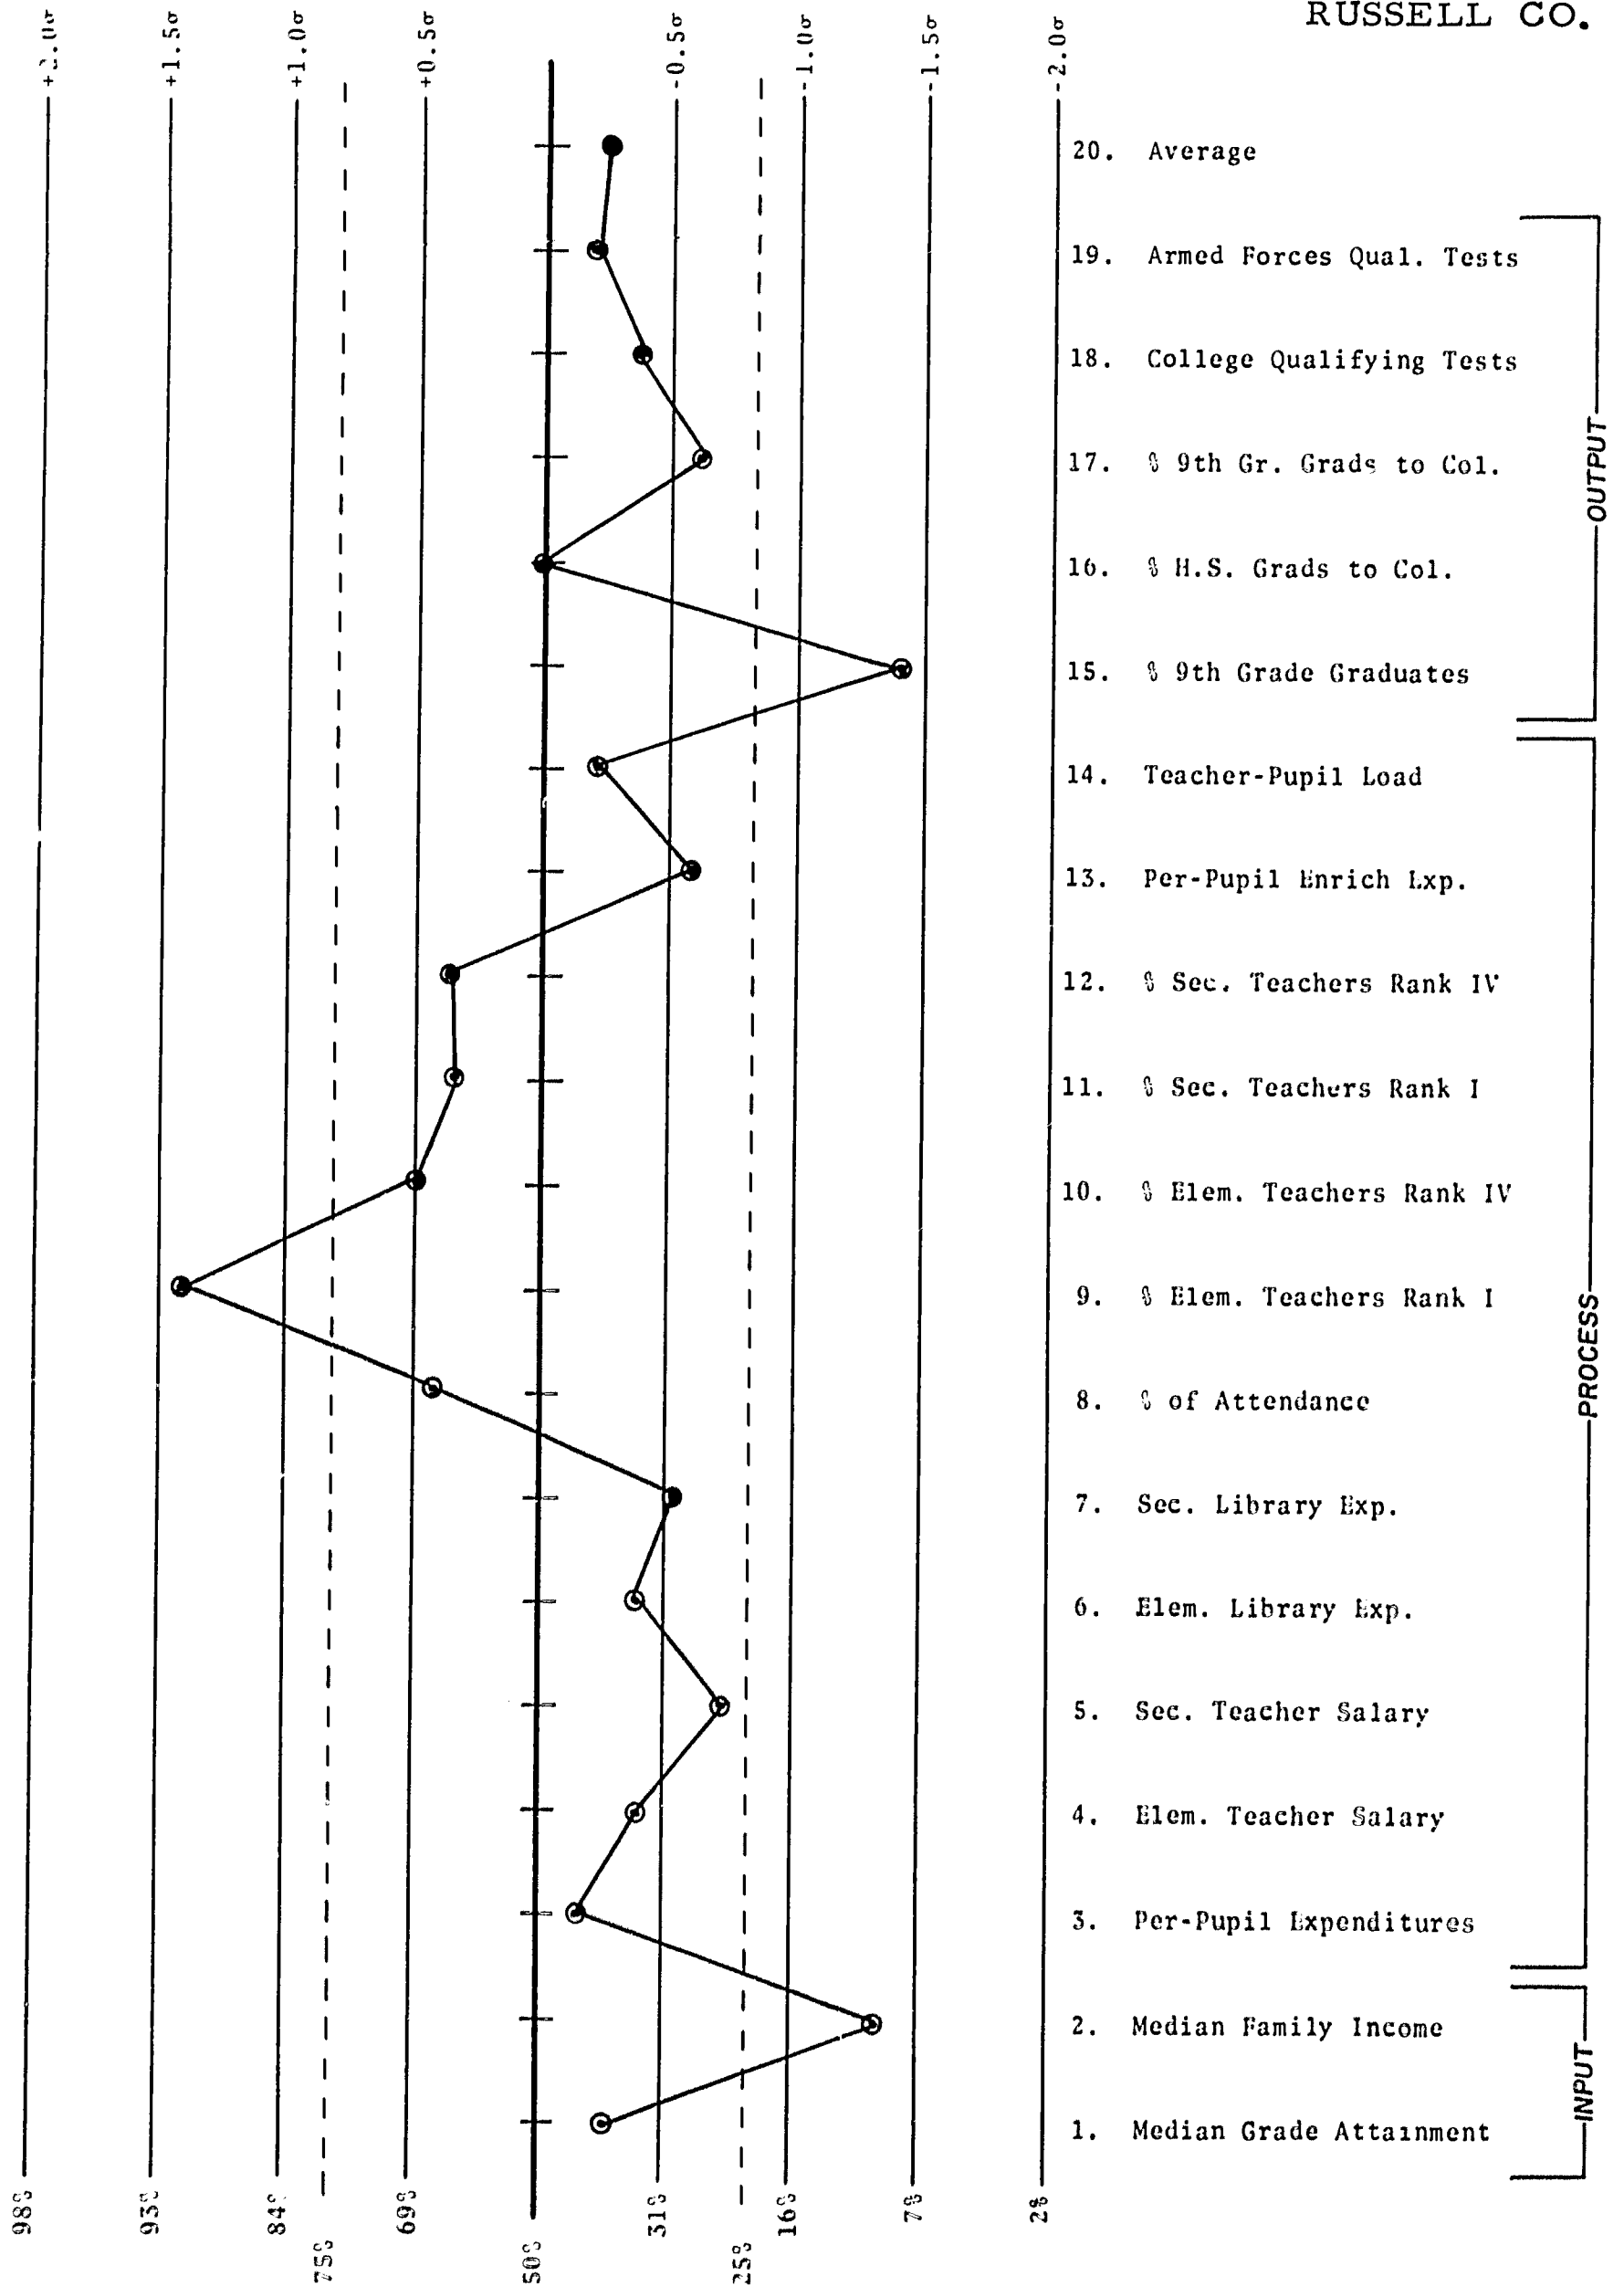 RUSSELL CO.
+2.0σ
+1.5σ
+1.0σ
+0.5σ
-0.5σ
-1.0σ
-1.5σ
-2.0σ
20. Average
19. Armed Forces Qual. Tests
18. College Qualifying Tests
17. % 9th Gr. Grads to Col.
16. % H.S. Grads to Col.
15. % 9th Grade Graduates
OUTPUT
14. Teacher-Pupil Load
13. Per-Pupil Enrich Exp.
12. % Sec. Teachers Rank IV
11. % Sec. Teachers Rank I
10. % Elem. Teachers Rank IV
9. % Elem. Teachers Rank I
8. % of Attendance
7. Sec. Library Exp.
6. Elem. Library Exp.
5. Sec. Teacher Salary
4. Elem. Teacher Salary
3. Per-Pupil Expenditures
PROCESS
2. Median Family Income
1. Median Grade Attainment
INPUT
98%
93%
84%
75%
69%
50%
31%
25%
16%
7%
2%